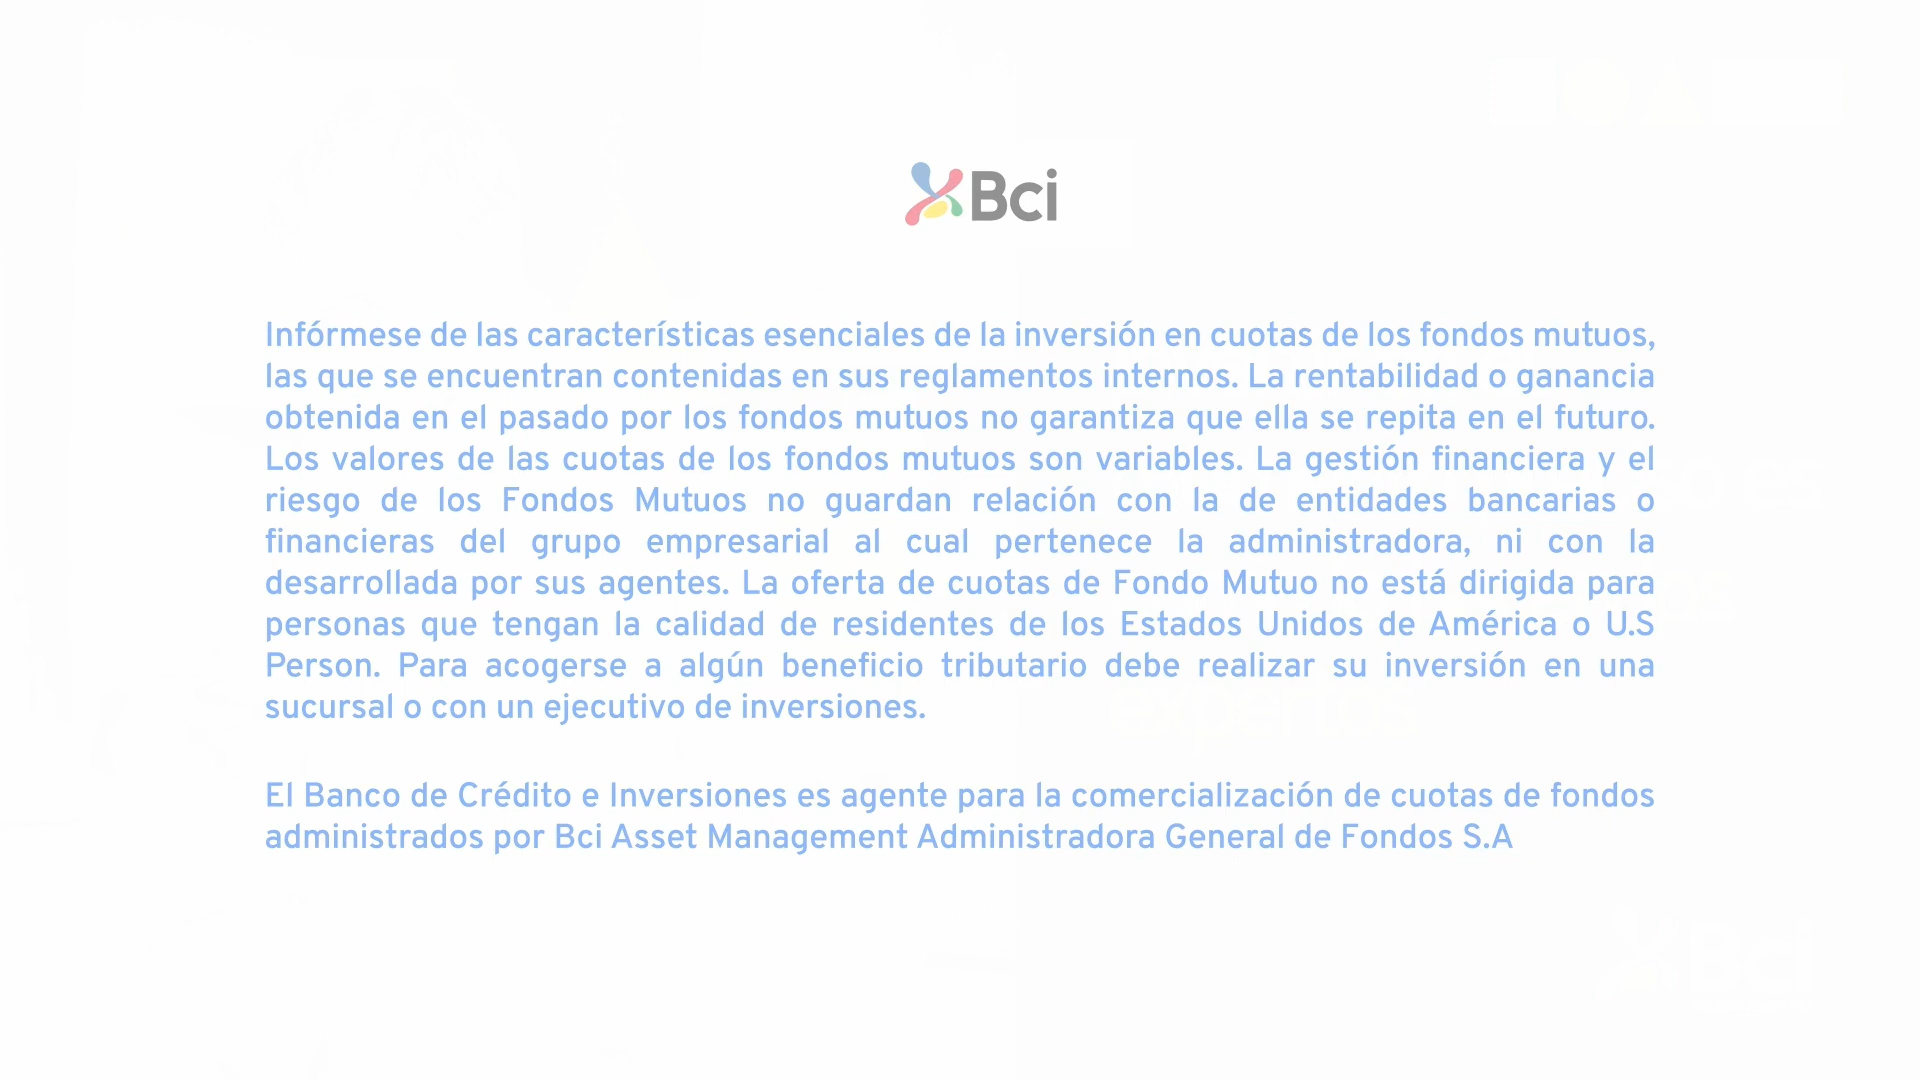 Bci
Infórmese de las características esenciales de la inversión en cuotas de los fondos mutuos,
las que se encuentran contenidas en sus reglamentos internos. La rentabilidad o ganancia
obtenida en el pasado por los fondos mutuos no garantiza que ella se repita en el futuro.
Los valores de las cuotas de los fondos mutuos son variables. La gestión financiera y el
riesgo de los Fondos Mutuos no guardan relación con la de entidades bancarias o
financieras del grupo empresarial al cual pertenece la administradora, ni con la
desarrollada por sus agentes. La oferta de cuotas de Fondo Mutuo no está dirigida para
personas que tengan la calidad de residentes de los Estados Unidos de América o U.S
Person. Para acogerse a algún beneficio tributario debe realizar su inversión en una
sucursal o con un ejecutivo de inversiones.
El Banco de Crédito e Inversiones es agente para la comercialización de cuotas de fondos
administrados por Bci Asset Management Administradora General de Fondos S.A